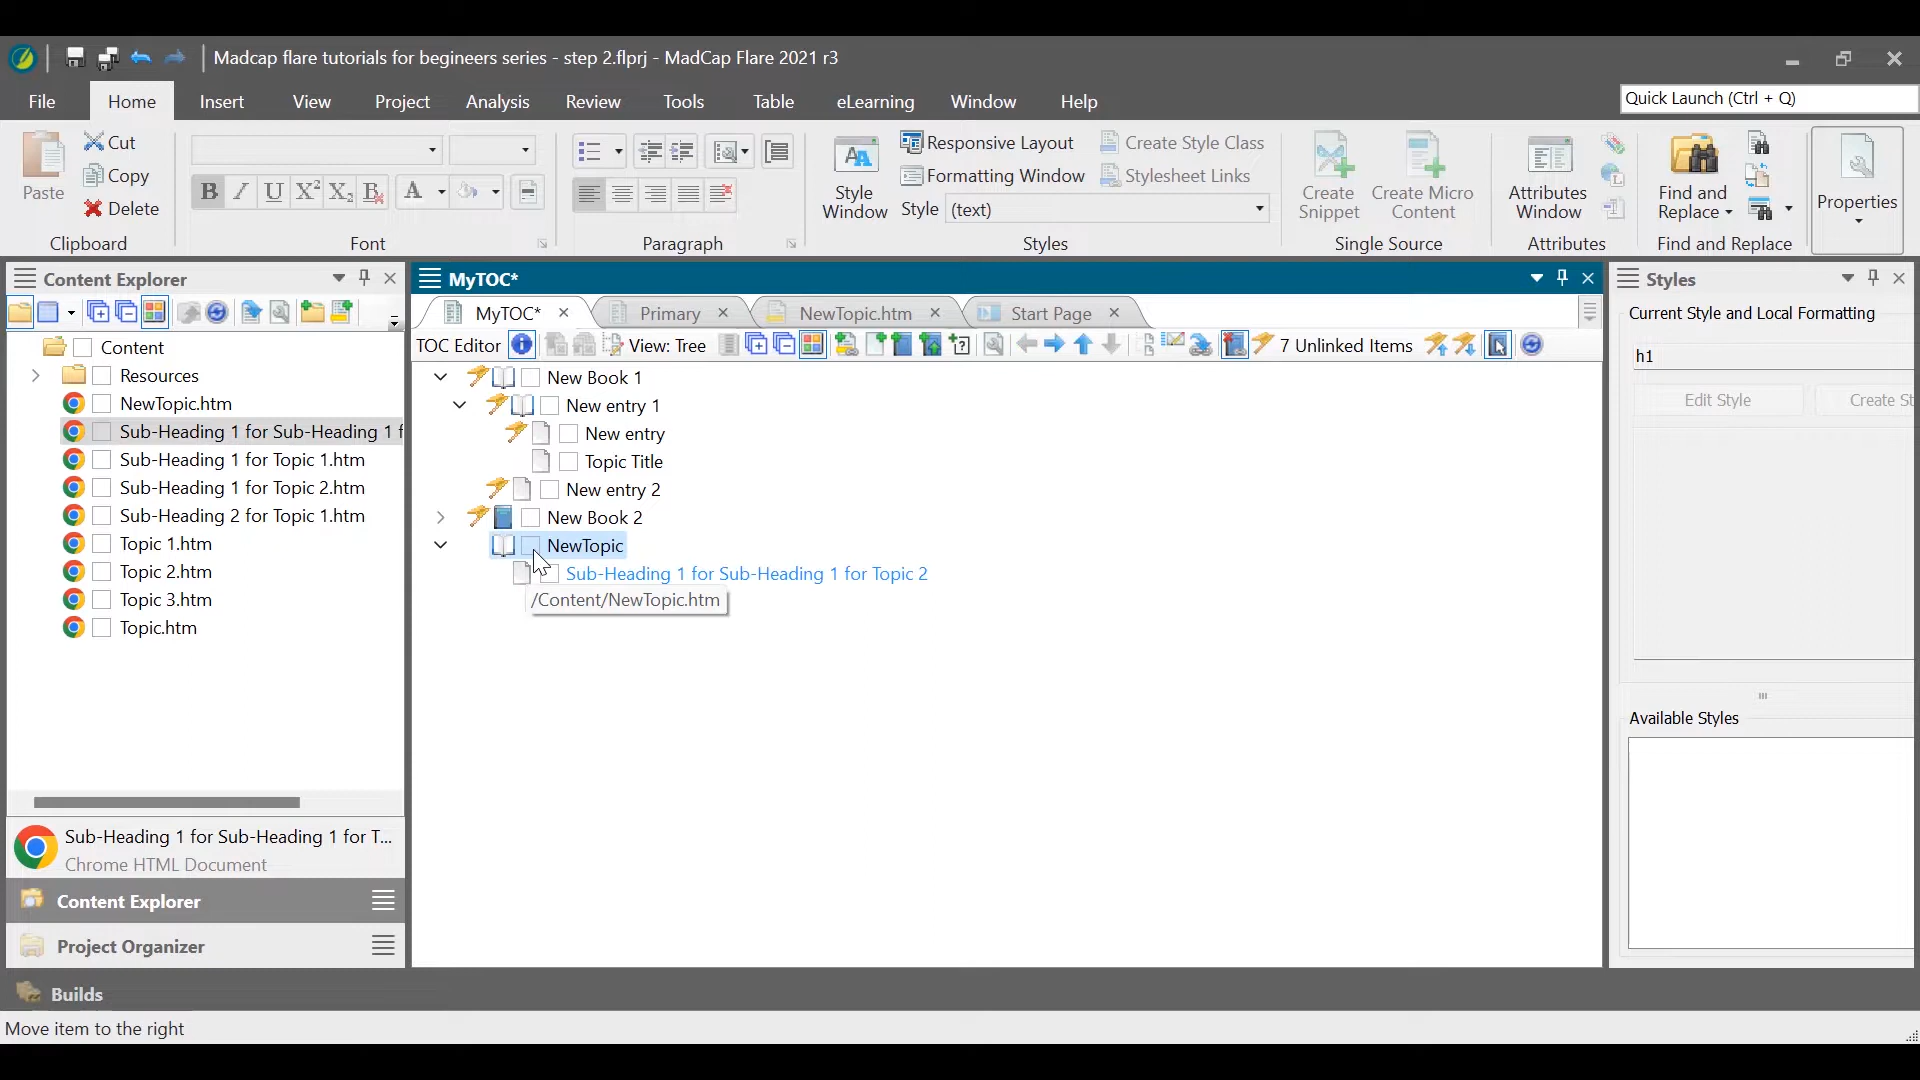 Madcap flare tutorials for begineers series - step 2.flprj - MadCap Flare 2021 r3
File Home Insert View Project Analysis Review Tools Table eLearning Window Help
Quick Launch (Ctrl + Q)
Paste
Cut
Copy
Delete
Clipboard
B I U X² X₂ B A
Font
Paragraph
Style Window
Responsive Layout
Formatting Window
Style (text)
Create Style Class
Stylesheet Links
Styles
Create Snippet
Create Micro Content
Single Source
Attributes Window
Attributes
Find and Replace
Find and Replace
Properties
Content Explorer
Content
Resources
NewTopic.htm
Sub-Heading 1 for Sub-Heading 1 f
Sub-Heading 1 for Topic 1.htm
Sub-Heading 1 for Topic 2.htm
Sub-Heading 2 for Topic 1.htm
Topic 1.htm
Topic 2.htm
Topic 3.htm
Topic.htm
Sub-Heading 1 for Sub-Heading 1 for T...
Chrome HTML Document
Content Explorer
Project Organizer
MyTOC*
MyTOC* Primary NewTopic.htm Start Page
TOC Editor View: Tree 7 Unlinked Items
New Book 1
New entry 1
New entry
Topic Title
New entry 2
New Book 2
NewTopic
Sub-Heading 1 for Sub-Heading 1 for Topic 2
/Content/NewTopic.htm
Styles
Current Style and Local Formatting
h1
Edit Style Create St
Available Styles
Builds
Move item to the right